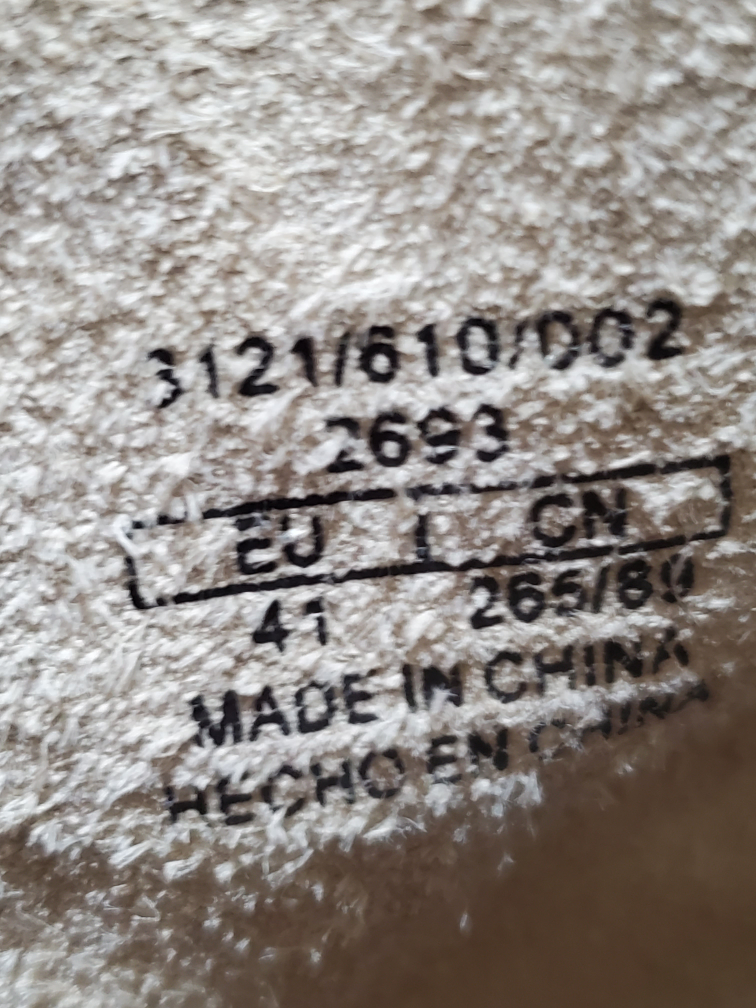 3121/610/002
2693
EU | CN
41 265/89
MADE IN CHINA
HECHO EN CHINA